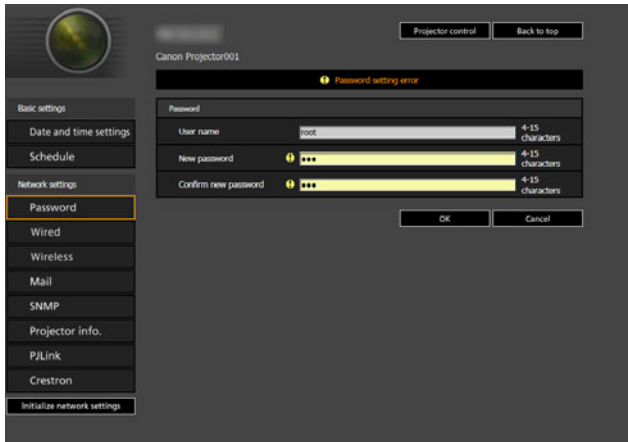 Projector control
Back to top
Canon Projector001
Password setting error
Basic settings
Date and time settings
Schedule
Network settings
Password
Wired
Wireless
Mail
SNMP
Projector info.
PJLink
Crestron
Initialize network settings
Password
User name
root
4-15
characters
New password
•••
4-15
characters
Confirm new password
•••
4-15
characters
OK
Cancel